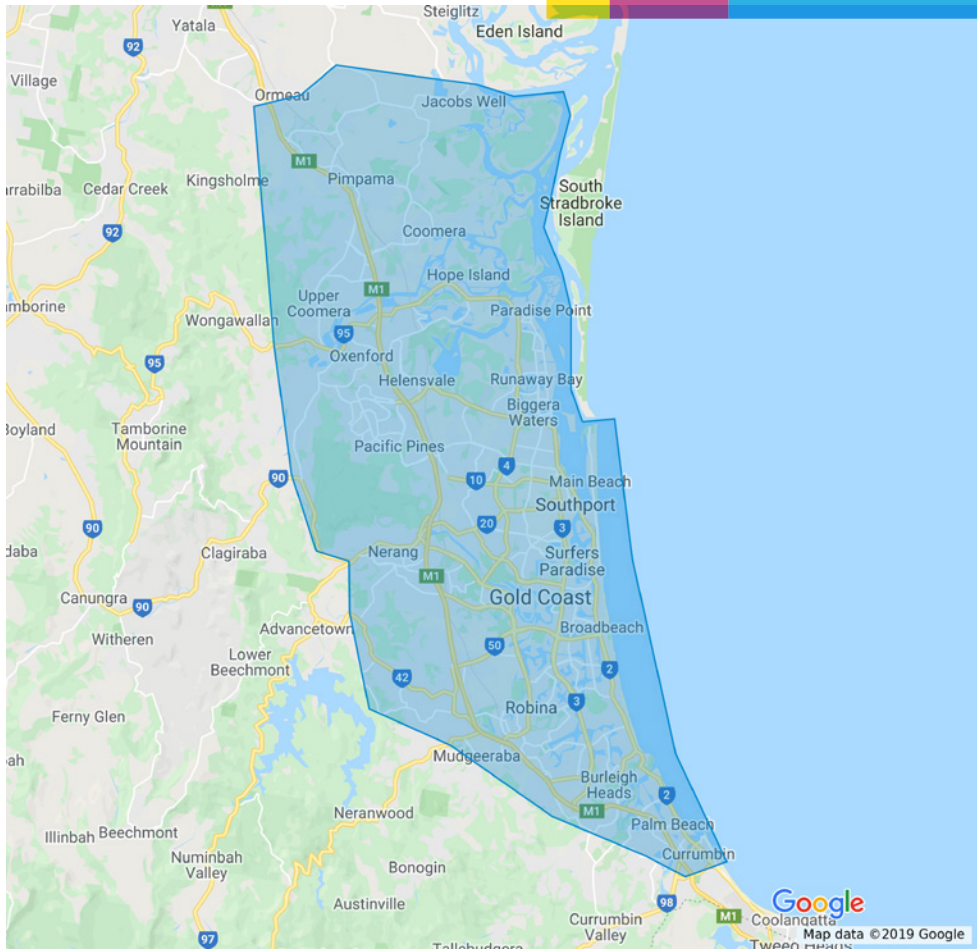 Steiglitz
Yatala
Eden Island
92
Village
Ormeau
Jacobs Well
M1
Pimpama
Kingsholme
arrabilba
Cedar Creek
South
Stradbroke
Island
92
Coomera
Hope Island
M1
Upper
Coomera
amborine
Paradise Point
Wongawallan
95
Oxenford
95
Helensvale
Runaway Bay
Biggera
Waters
Boyland
Tamborine
Mountain
Pacific Pines
4
90
10
Main Beach
Southport
90
20
3
daba
Clagiraba
Nerang
Surfers
Paradise
M1
Canungra
90
Gold Coast
Witheren
Advancetown
Broadbeach
50
Lower
Beechmont
42
2
3
Robina
Ferny Glen
Mudgeeraba
ah
Burleigh
Heads
2
M1
Neranwood
Palm Beach
Illinbah
Beechmont
Numinbah
Valley
Currumbin
Bonogin
Austinville
98
Google
Currumbin
Valley
M1
Coolangatta
97
Tallebudgera
Map data ©2019 Google
Tweed Heads